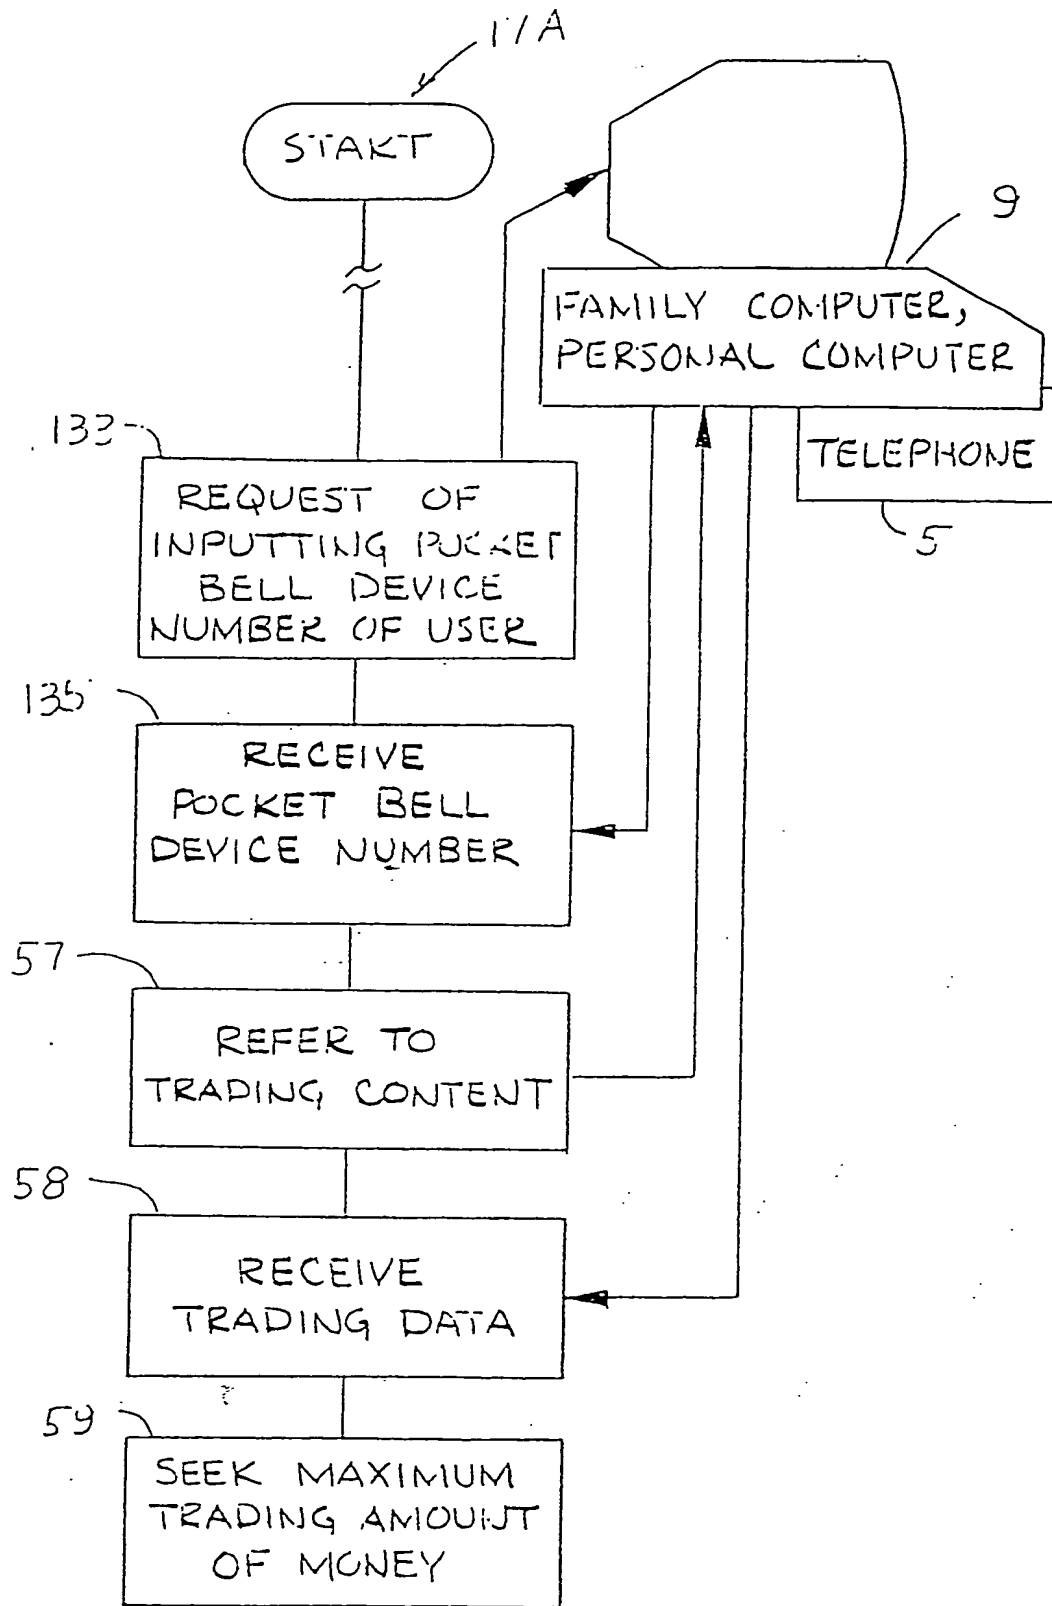 17A
START
9
FAMILY COMPUTER,
PERSONAL COMPUTER
TELEPHONE
5
133
REQUEST OF
INPUTTING POCKET
BELL DEVICE
NUMBER OF USER
135
RECEIVE
POCKET BELL
DEVICE NUMBER
57
REFER TO
TRADING CONTENT
58
RECEIVE
TRADING DATA
59
SEEK MAXIMUM
TRADING AMOUNT
OF MONEY